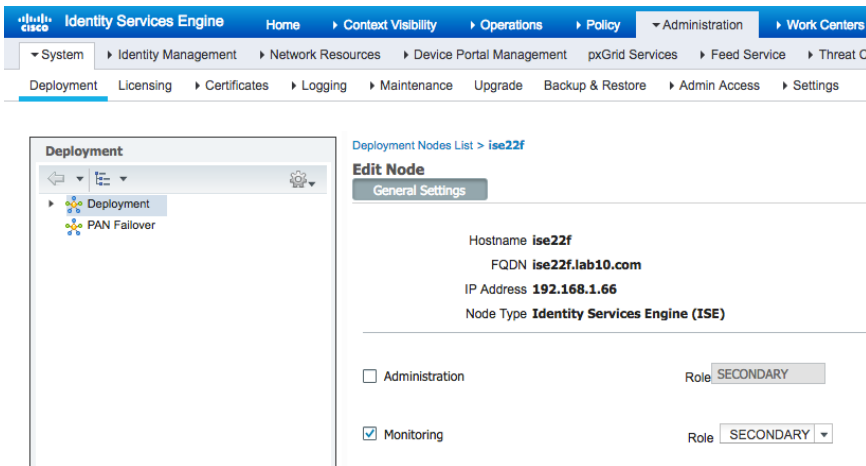 cisco Identity Services Engine Home Context Visibility Operations Policy Administration Work Centers
System Identity Management Network Resources Device Portal Management pxGrid Services Feed Service Threat C
Deployment Licensing Certificates Logging Maintenance Upgrade Backup & Restore Admin Access Settings
Deployment
Deployment
PAN Failover
Deployment Nodes List > ise22f
Edit Node
General Settings
Hostname ise22f
FQDN ise22f.lab10.com
IP Address 192.168.1.66
Node Type Identity Services Engine (ISE)
Administration Role SECONDARY
Monitoring Role SECONDARY